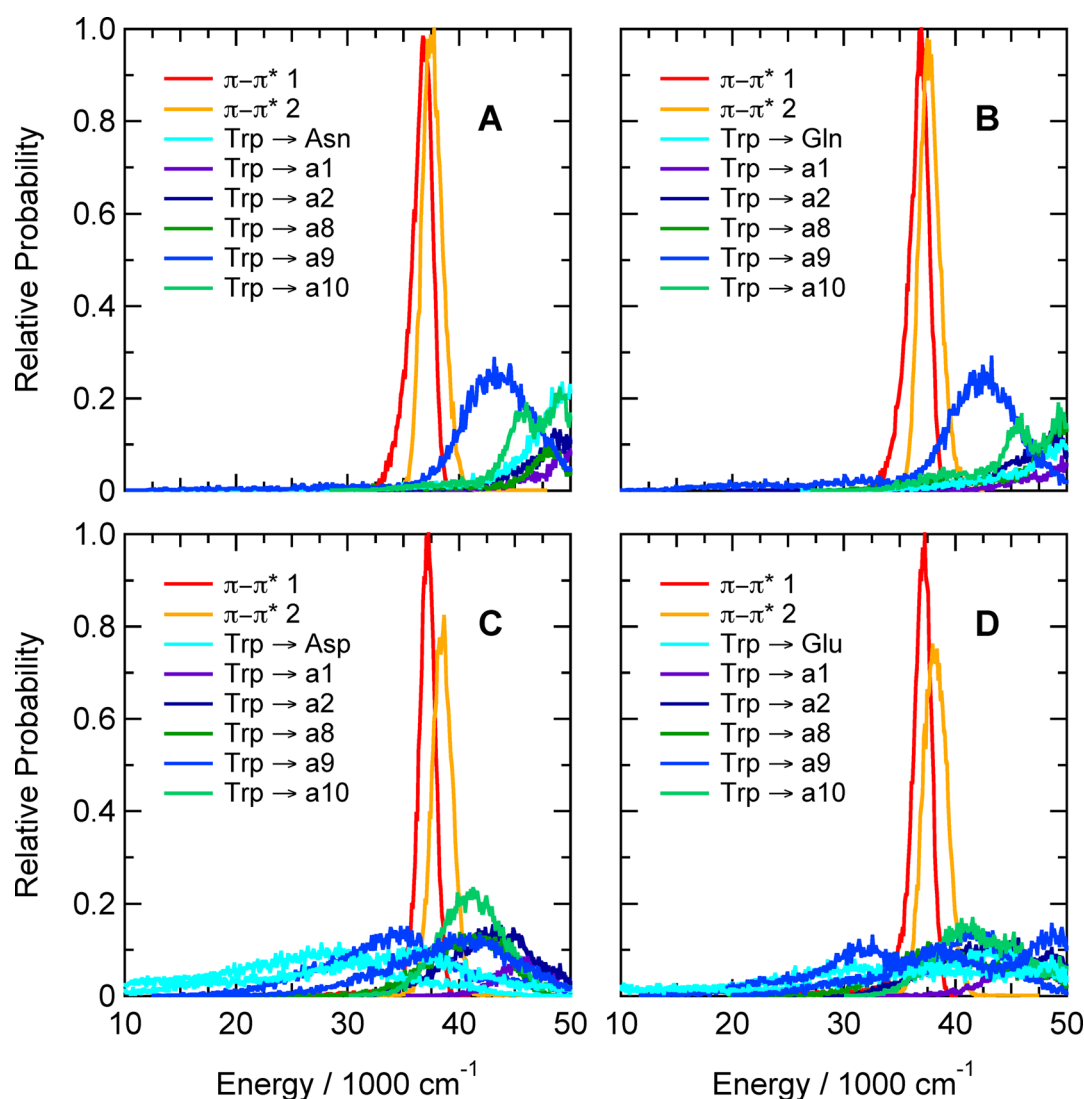 1.0
0.8
0.6
0.4
0.2
0
Relative Probability
π−π* 1
π−π* 2
Trp → Asn
Trp → a1
Trp → a2
Trp → a8
Trp → a9
Trp → a10
A
π−π* 1
π−π* 2
Trp → Gln
Trp → a1
Trp → a2
Trp → a8
Trp → a9
Trp → a10
B
1.0
0.8
0.6
0.4
0.2
0
Relative Probability
π−π* 1
π−π* 2
Trp → Asp
Trp → a1
Trp → a2
Trp → a8
Trp → a9
Trp → a10
C
10 20 30 40 50
Energy / 1000 cm⁻¹
π−π* 1
π−π* 2
Trp → Glu
Trp → a1
Trp → a2
Trp → a8
Trp → a9
Trp → a10
D
10 20 30 40 50
Energy / 1000 cm⁻¹